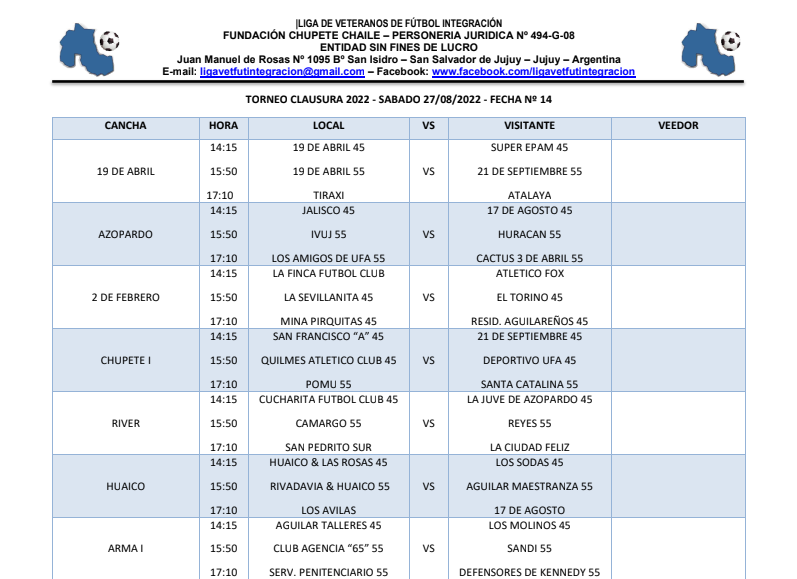 |LIGA DE VETERANOS DE FÚTBOL INTEGRACIÓN
FUNDACIÓN CHUPETE CHAILE – PERSONERIA JURIDICA Nº 494-G-08
ENTIDAD SIN FINES DE LUCRO
Juan Manuel de Rosas Nº 1095 Bº San Isidro – San Salvador de Jujuy – Jujuy – Argentina
E-mail: ligavetfutintegracion@gmail.com – Facebook: www.facebook.com/ligavetfutintegracion
TORNEO CLAUSURA 2022 - SABADO 27/08/2022 - FECHA Nº 14
CANCHA HORA LOCAL VS VISITANTE VEEDOR
14:15 19 DE ABRIL 45 SUPER EPAM 45
19 DE ABRIL 15:50 19 DE ABRIL 55 VS 21 DE SEPTIEMBRE 55
17:10 TIRAXI ATALAYA
14:15 JALISCO 45 17 DE AGOSTO 45
AZOPARDO 15:50 IVUJ 55 VS HURACAN 55
17:10 LOS AMIGOS DE UFA 55 CACTUS 3 DE ABRIL 55
14:15 LA FINCA FUTBOL CLUB ATLETICO FOX
2 DE FEBRERO 15:50 LA SEVILLANITA 45 VS EL TORINO 45
17:10 MINA PIRQUITAS 45 RESID. AGUILAREÑOS 45
14:15 SAN FRANCISCO “A” 45 21 DE SEPTIEMBRE 45
CHUPETE I 15:50 QUILMES ATLETICO CLUB 45 VS DEPORTIVO UFA 45
17:10 POMU 55 SANTA CATALINA 55
14:15 CUCHARITA FUTBOL CLUB 45 LA JUVE DE AZOPARDO 45
RIVER 15:50 CAMARGO 55 VS REYES 55
17:10 SAN PEDRITO SUR LA CIUDAD FELIZ
14:15 HUAICO & LAS ROSAS 45 LOS SODAS 45
HUAICO 15:50 RIVADAVIA & HUAICO 55 VS AGUILAR MAESTRANZA 55
17:10 LOS AVILAS 17 DE AGOSTO
14:15 AGUILAR TALLERES 45 LOS MOLINOS 45
ARMA I 15:50 CLUB AGENCIA “65” 55 VS SANDI 55
17:10 SERV. PENITENCIARIO 55 DEFENSORES DE KENNEDY 55